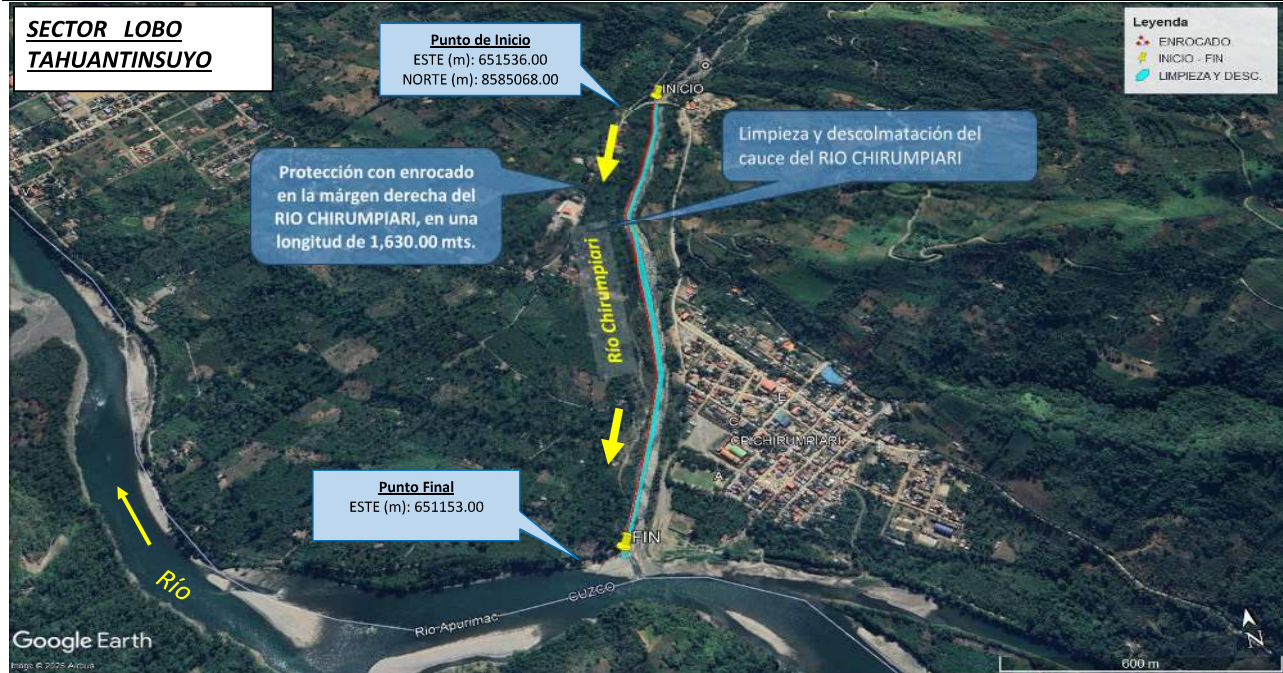 SECTOR LOBO
TAHUANTINSUYO
Punto de Inicio
ESTE (m): 651536.00
NORTE (m): 8585068.00
Leyenda
ENROCADO
INICIO - FIN
LIMPIEZA Y DESC.
INICIO
Limpieza y descolmatación del
cauce del RIO CHIRUMPIARI
Protección con enrocado
en la márgen derecha del
RIO CHIRUMPIARI, en una
longitud de 1,630.00 mts.
Río Chirumpiari
E
C
CP CHIRUMPIARI
A
Punto Final
ESTE (m): 651153.00
FIN
Río
CUZCO
Rio Apurimac
Google Earth
Image © 2025 Airbus
N
600 m